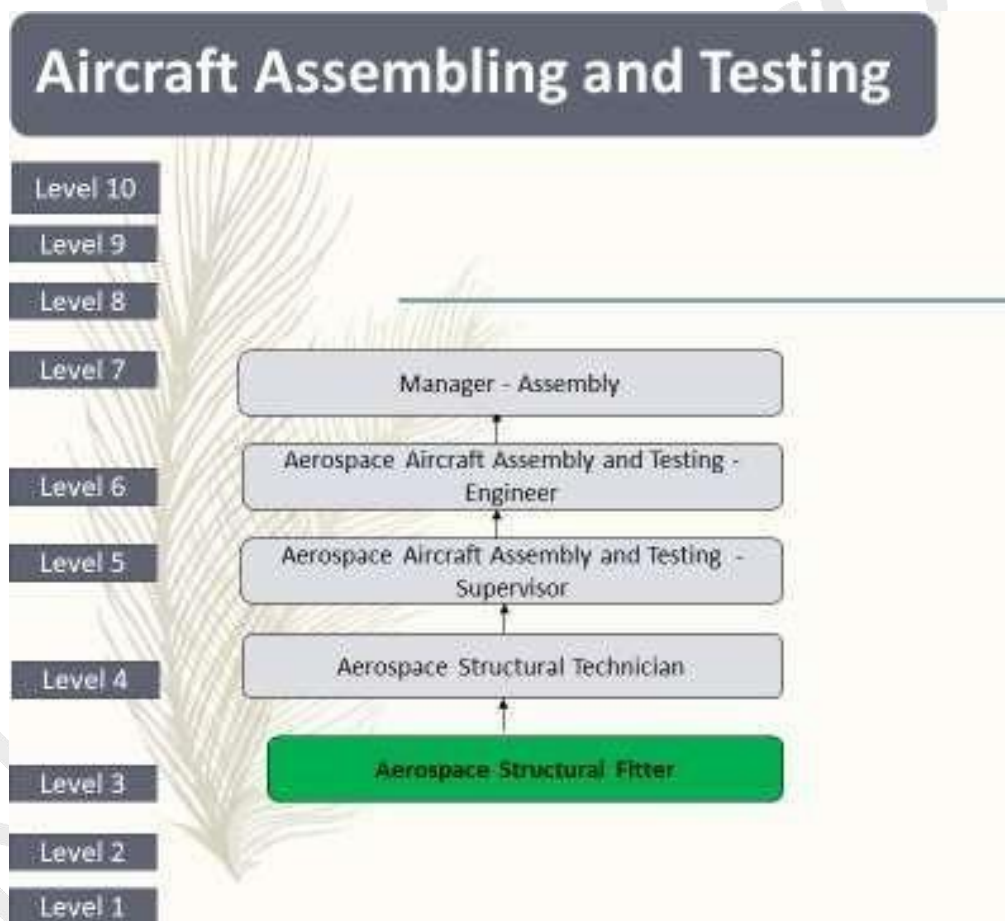 Aircraft Assembling and Testing
Level 10
Level 9
Level 8
Level 7
Manager - Assembly
Aerospace Aircraft Assembly and Testing -
Engineer
Level 6
Aerospace Aircraft Assembly and Testing -
Supervisor
Level 5
Aerospace Structural Technician
Level 4
Aerospace Structural Fitter
Level 3
Level 2
Level 1